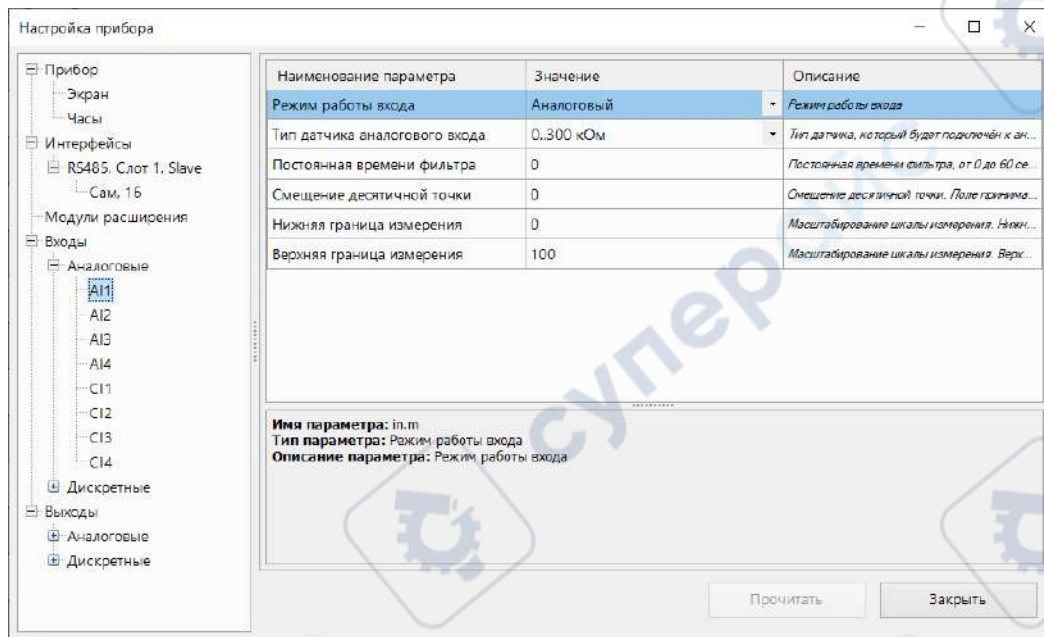 Настройка прибора
Прибор
Экран
Часы
Интерфейсы
RS485, Слот 1, Slave
Сам, 16
Модули расширения
Входы
Аналоговые
AI1
AI2
AI3
AI4
CI1
CI2
CI3
CI4
Дискретные
Выходы
Аналоговые
Дискретные
Наименование параметра Значение Описание
Режим работы входа Аналоговый Режим работы входа
Тип датчика аналогового входа 0..300 кОм Тип датчика, который будет подключён к ан...
Постоянная времени фильтра 0 Постоянная времени фильтра, от 0 до 60 се...
Смещение десятичной точки 0 Смещение десятичной точки. Поле принима...
Нижняя граница измерения 0 Масштабирование шкалы измерения. Нижн...
Верхняя граница измерения 100 Масштабирование шкалы измерения. Верх...
Имя параметра: in.m
Тип параметра: Режим работы входа
Описание параметра: Режим работы входа
Прочитать Закрыть
суперайс